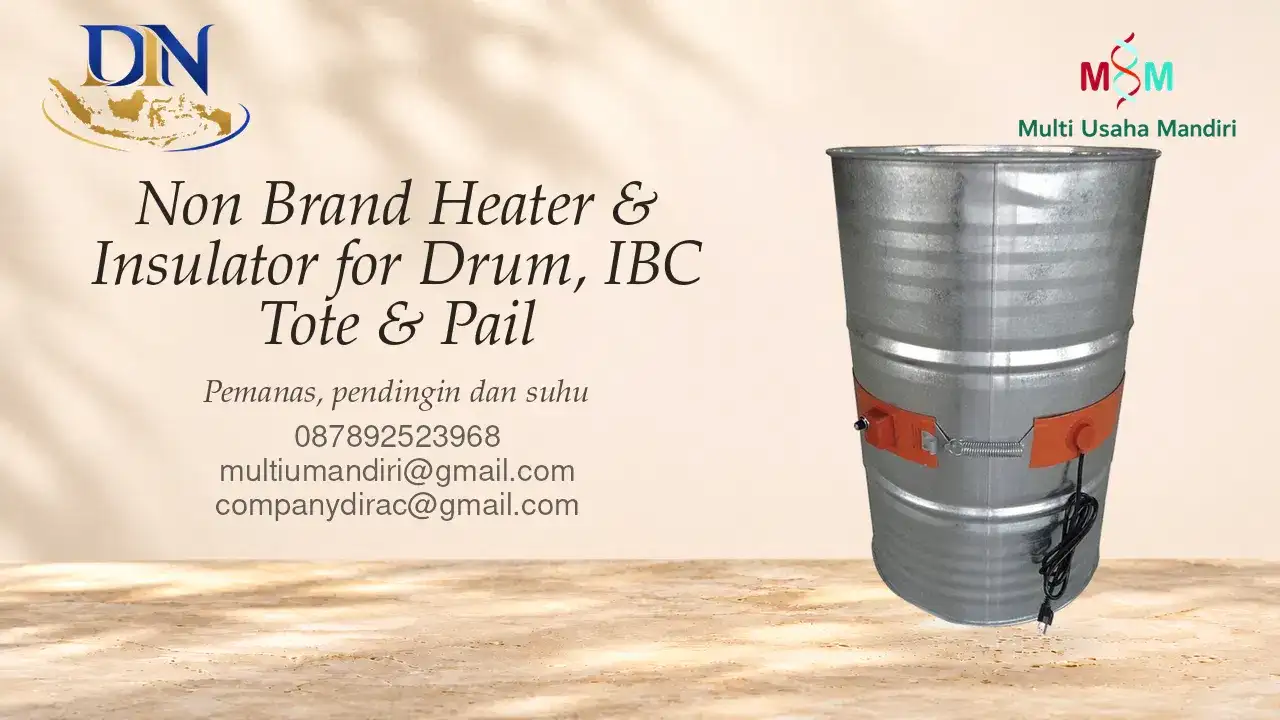 DN
M M
Multi Usaha Mandiri
Non Brand Heater &
Insulator for Drum, IBC
Tote & Pail
Pemanas, pendingin dan suhu
087892523968
multiumandiri@gmail.com
companydirac@gmail.com